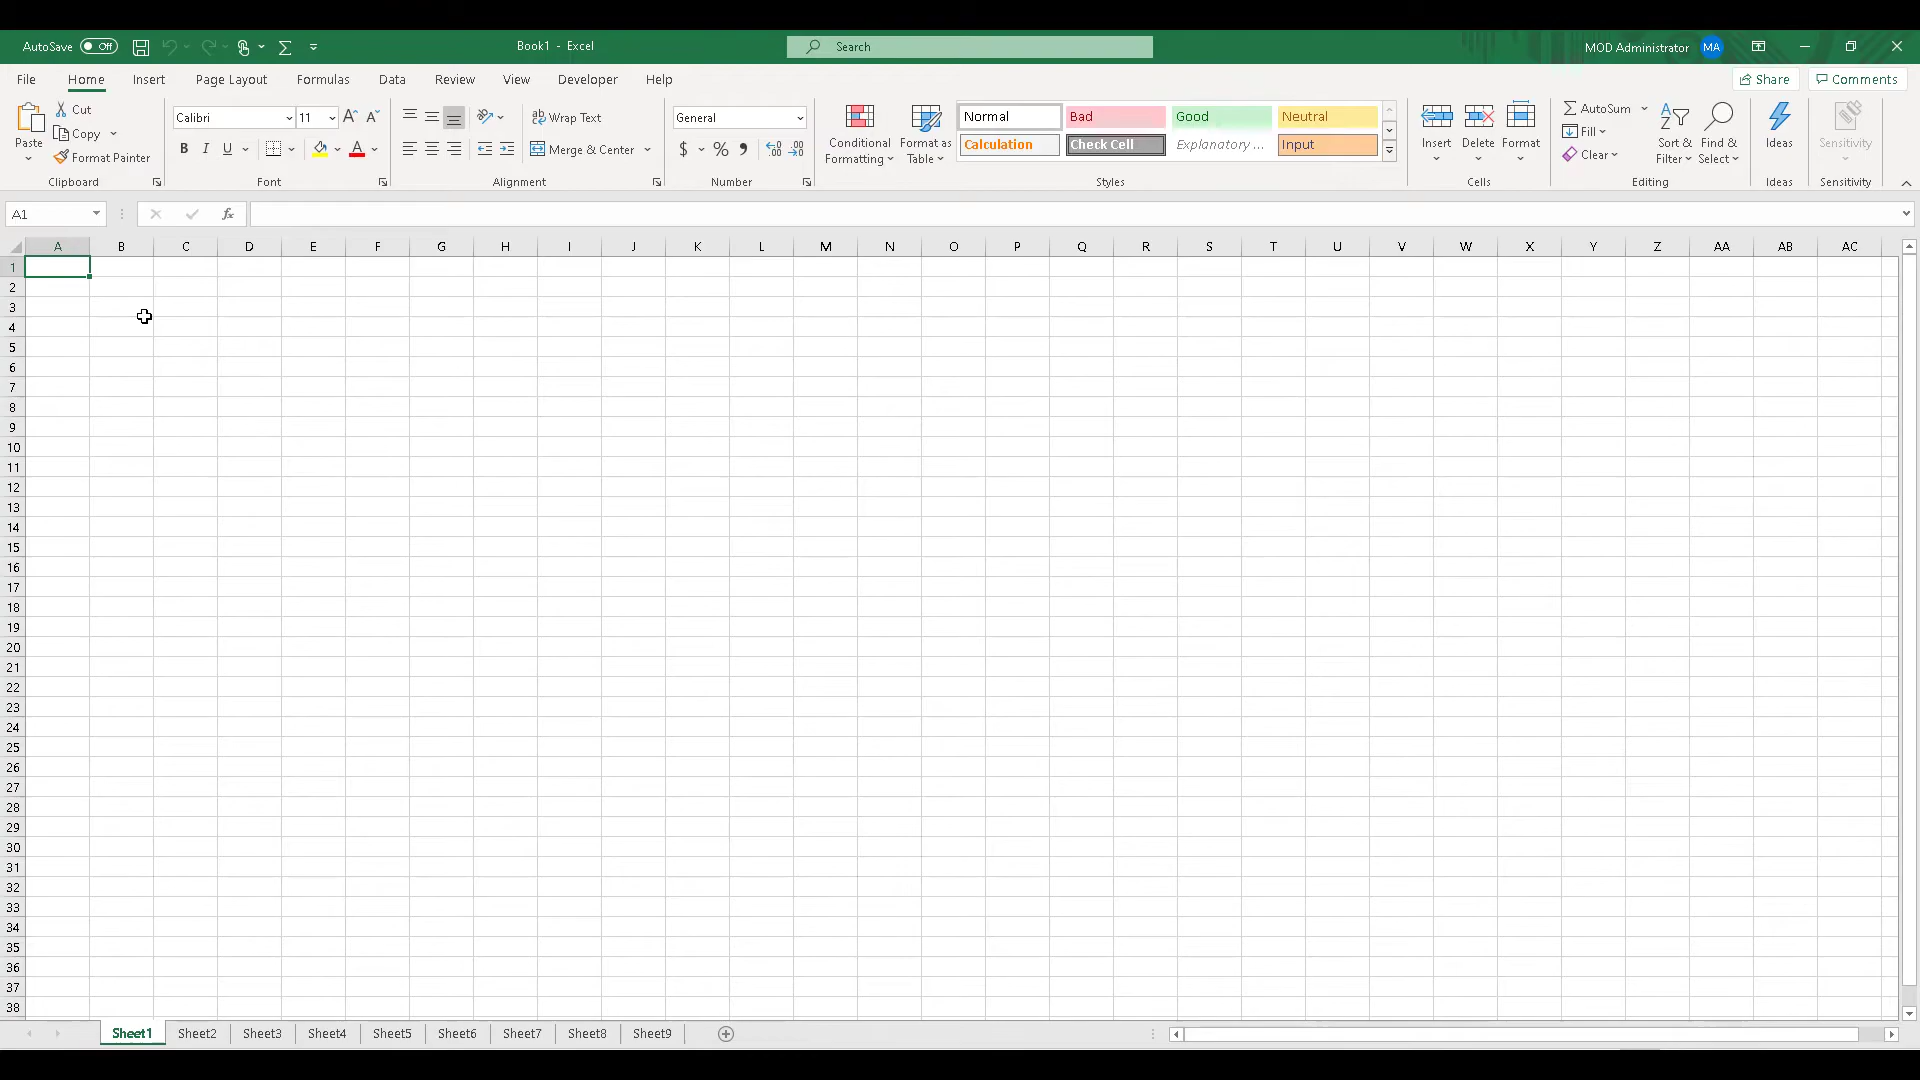 AutoSave Off Book1 - Excel Search MOD Administrator MA
File Home Insert Page Layout Formulas Data Review View Developer Help Share Comments
Paste Cut Copy Format Painter Clipboard
Calibri 11 B I U A Font
Wrap Text Merge & Center Alignment
General $ % Number
Conditional Formatting Format as Table
Normal Bad Good Neutral
Calculation Check Cell Explanatory ... Input
Styles
Insert Delete Format Cells
AutoSum Fill Clear Sort & Filter Find & Select Editing
Ideas Ideas
Sensitivity Sensitivity
A1 fx
A B C D E F G H I J K L M N O P Q R S T U V W X Y Z AA AB AC
1
2
3
4
5
6
7
8
9
10
11
12
13
14
15
16
17
18
19
20
21
22
23
24
25
26
27
28
29
30
31
32
33
34
35
36
37
38
Sheet1 Sheet2 Sheet3 Sheet4 Sheet5 Sheet6 Sheet7 Sheet8 Sheet9